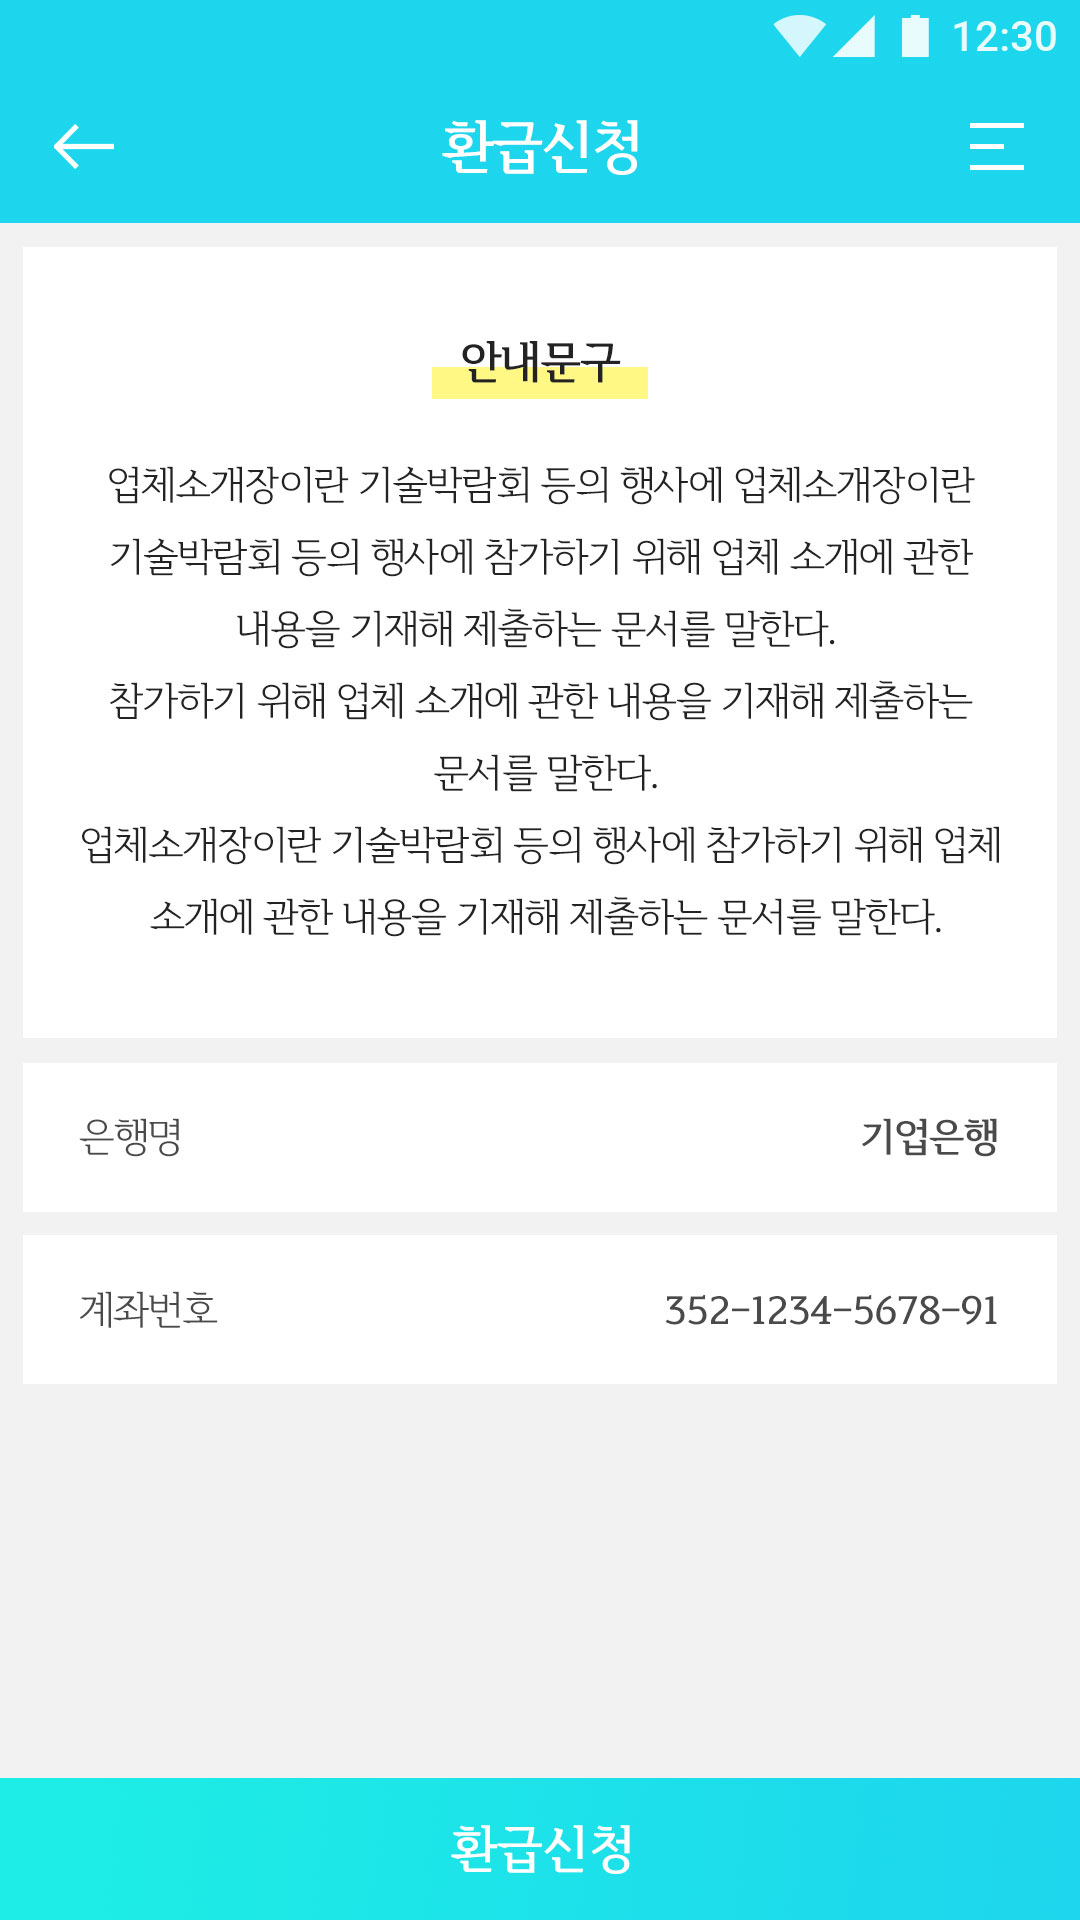 12:30
환급신청
안내문구
업체소개장이란 기술박람회 등의 행사에 업체소개장이란
기술박람회 등의 행사에 참가하기 위해 업체 소개에 관한
내용을 기재해 제출하는 문서를 말한다.
참가하기 위해 업체 소개에 관한 내용을 기재해 제출하는
문서를 말한다.
업체소개장이란 기술박람회 등의 행사에 참가하기 위해 업체
소개에 관한 내용을 기재해 제출하는 문서를 말한다.
은행명 기업은행
계좌번호 352-1234-5678-91
환급신청